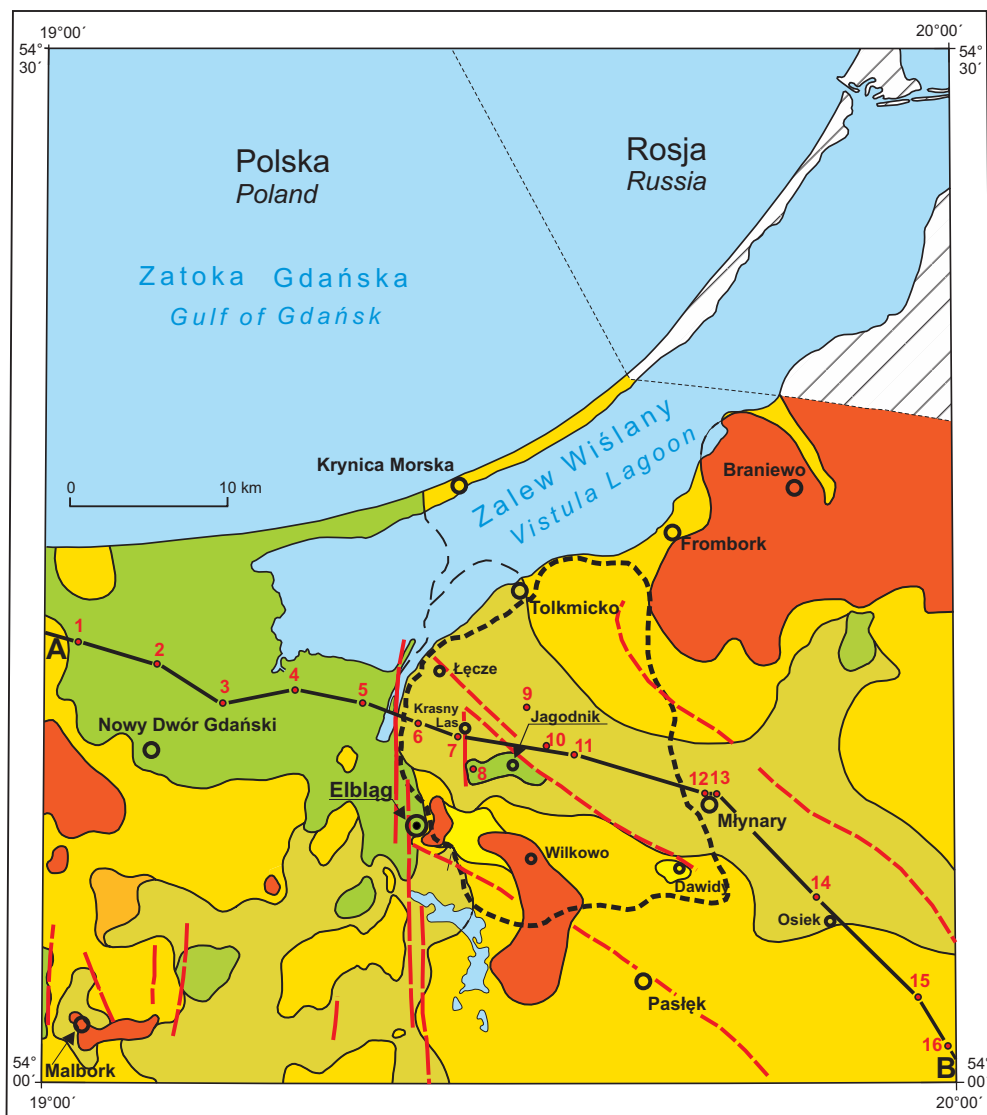 19°00´
20°00´
54°
30´
54°
30´
Polska
Poland
Rosja
Russia
Zatoka Gdańska
Gulf of Gdańsk
Zalew Wiślany
Vistula Lagoon
Krynica Morska
0
10 km
Braniewo
Frombork
Tolkmicko
A
1
2
3
4
5
6
7
8
9
10
11
12
13
14
15
16
B
Łęcze
Krasny
Las
Jagodnik
Nowy Dwór Gdański
Elbląg
Młynary
Wilkowo
Dawidy
Osiek
Pasłęk
Malbork
54°
00´
54°
00´
19°00´
20°00´